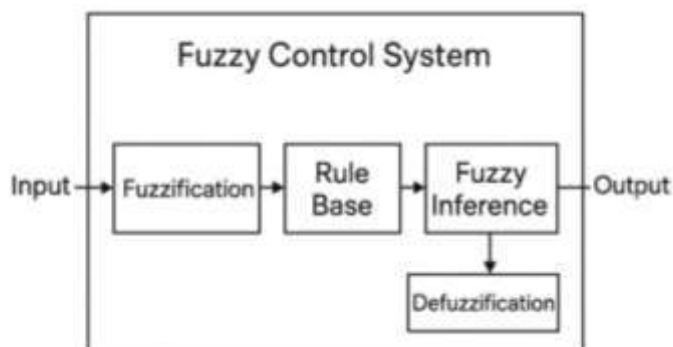 Fuzzy Control System
Input
Fuzzification
Rule
Base
Fuzzy
Inference
Output
Defuzzification